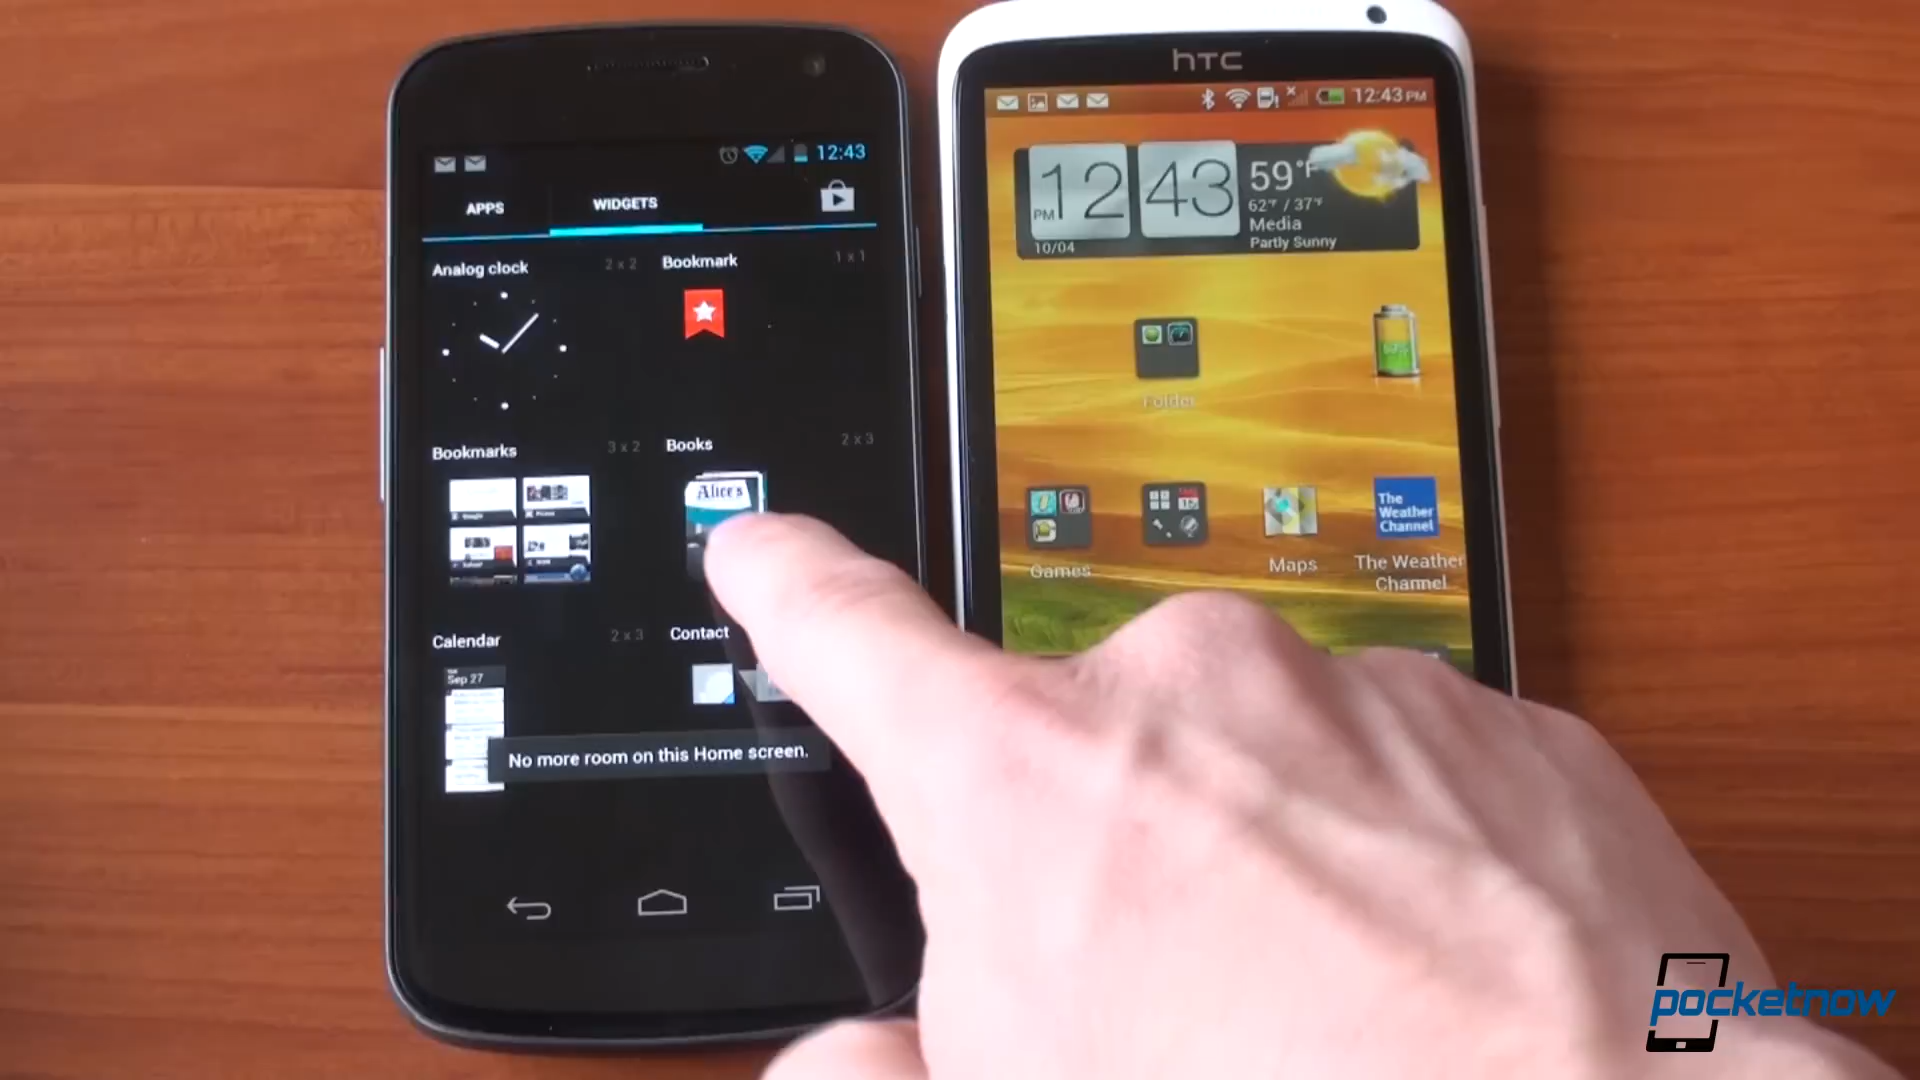 12:43
APPS
WIDGETS
Analog clock
2 x 2
Bookmark
1 x 1
Bookmarks
3 x 2
Books
2 x 3
Alice's
Calendar
2 x 3
Contact
Sep 27
No more room on this Home screen.
hTC
12:43 PM
PM 12 43
10/04
59°F
62°F / 37°F
Media
Partly Sunny
Folder
Games
Maps
The
Weather
Channel
The Weather
Channel
pocketnow